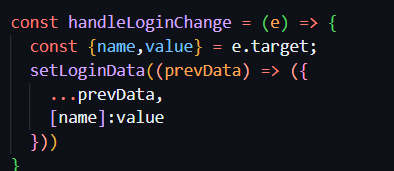 const handleLoginChange = (e) => {
  const {name,value} = e.target;
  setLoginData((prevData) => ({
    ...prevData,
    [name]:value
  }))
}